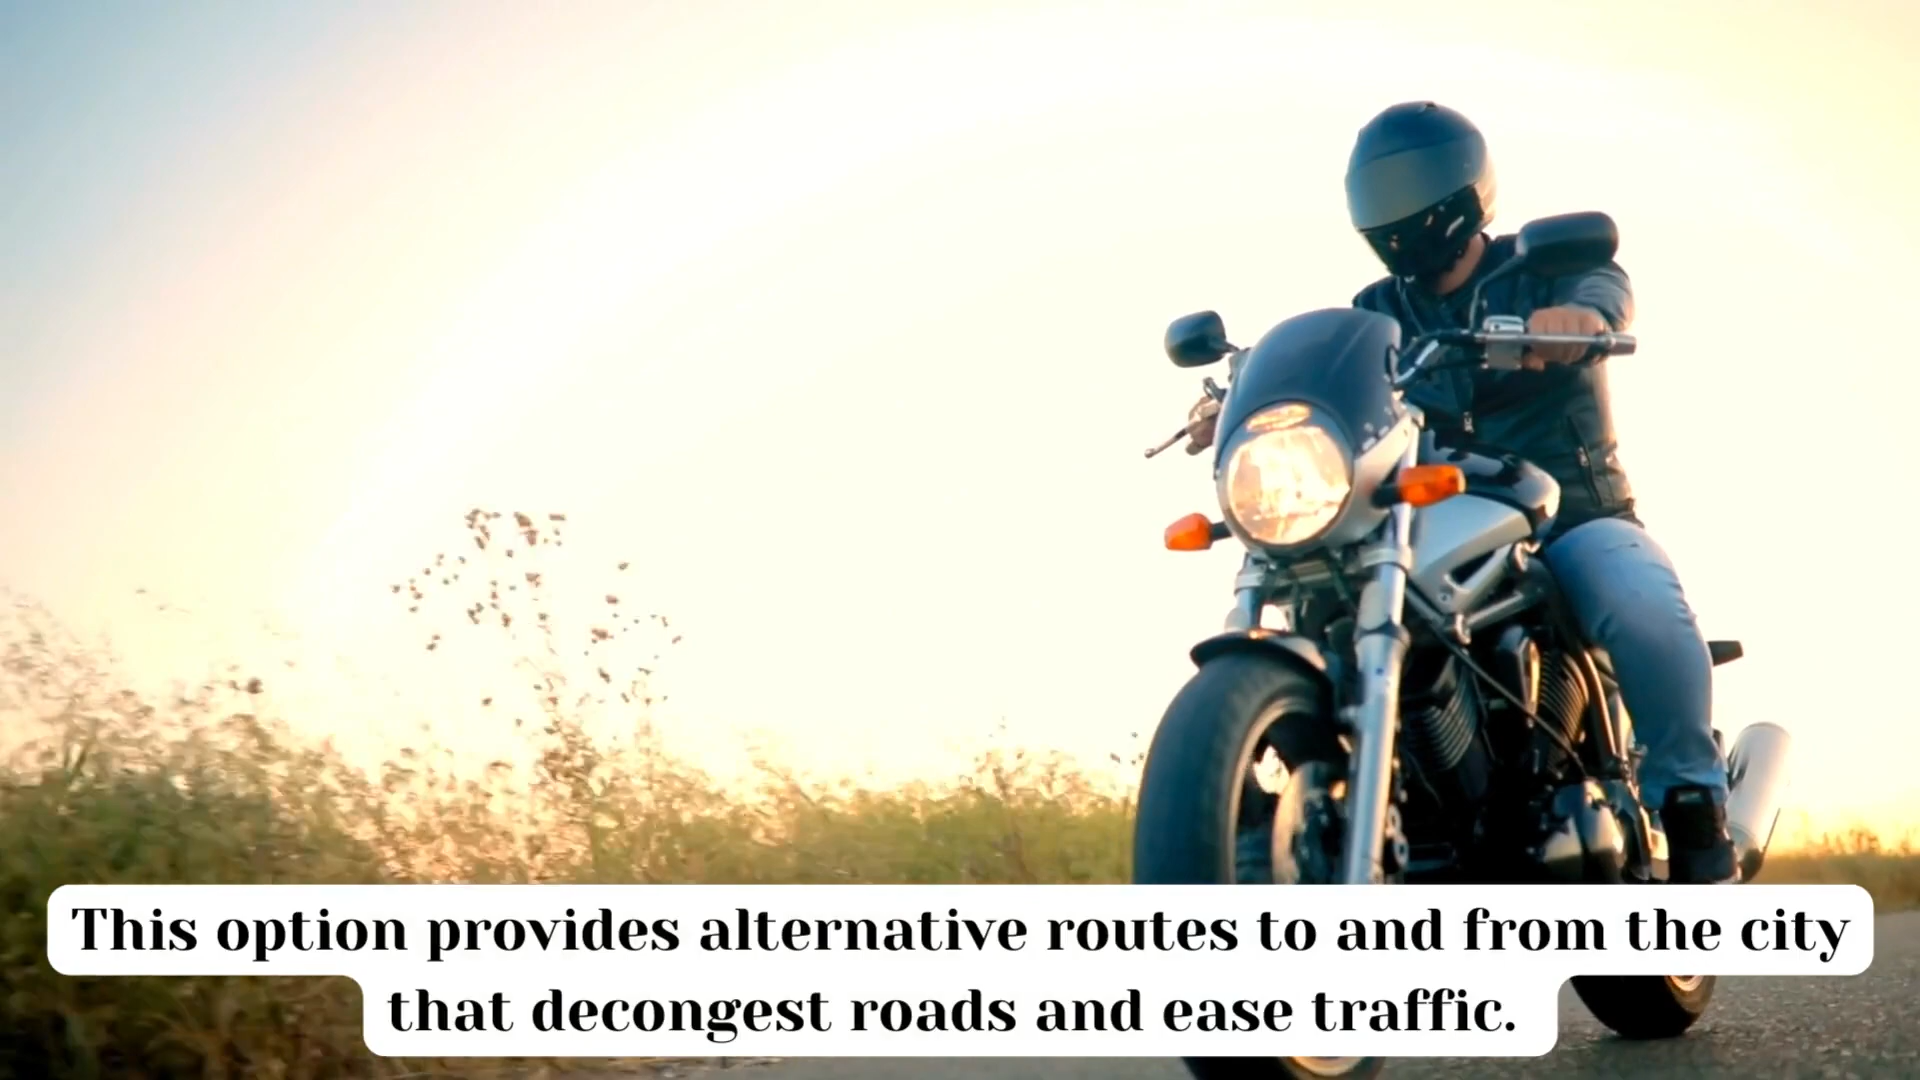 This option provides alternative routes to and from the city
that decongest roads and ease traffic.